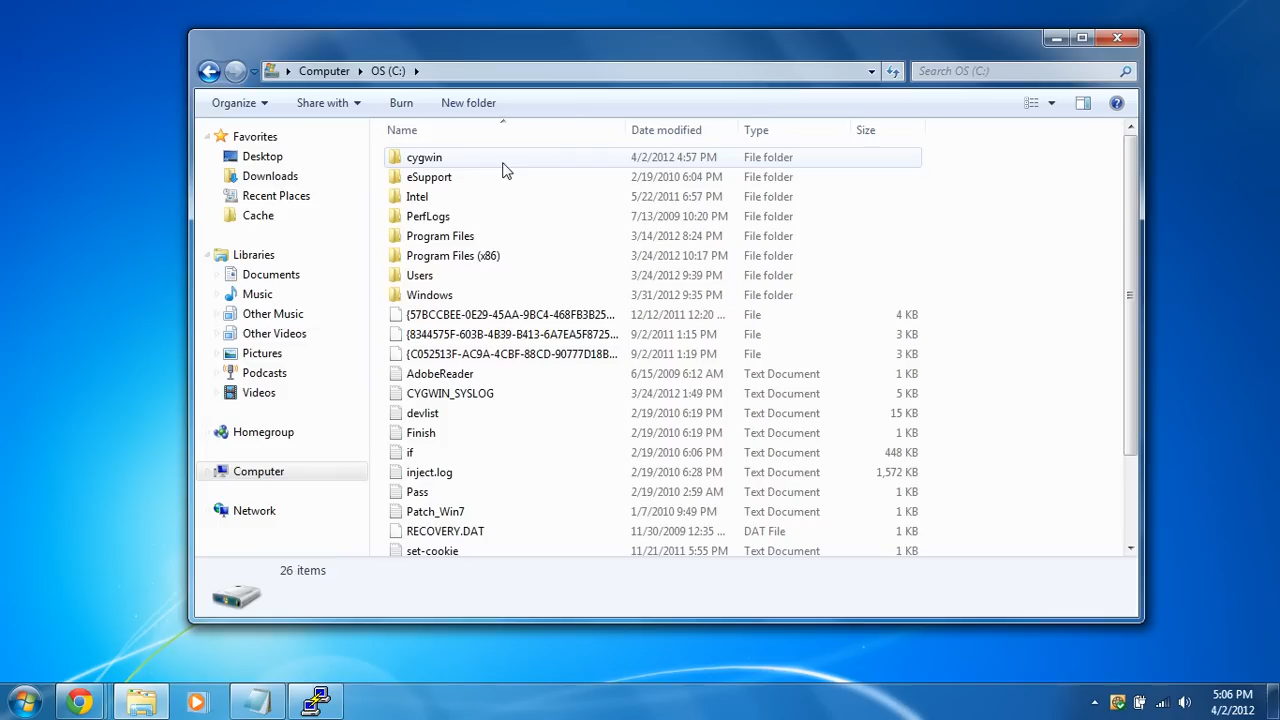 Computer OS (C:) Search OS (C:)
Organize Share with Burn New folder
Name Date modified Type Size
Favorites
Desktop
Downloads
Recent Places
Cache
Libraries
Documents
Music
Other Music
Other Videos
Pictures
Podcasts
Videos
Homegroup
Computer
Network
cygwin 4/2/2012 4:57 PM File folder
eSupport 2/19/2010 6:04 PM File folder
Intel 5/22/2011 6:57 PM File folder
PerfLogs 7/13/2009 10:20 PM File folder
Program Files 3/14/2012 8:24 PM File folder
Program Files (x86) 3/24/2012 10:17 PM File folder
Users 3/24/2012 9:39 PM File folder
Windows 3/31/2012 9:35 PM File folder
{57BCCBEE-0E29-45AA-9BC4-468FB3B25... 12/12/2011 12:20 ... File 4 KB
{8344575F-603B-4B39-B413-6A7EA5F8725... 9/2/2011 1:15 PM File 3 KB
{C052513F-AC9A-4CBF-88CD-90777D18B... 9/2/2011 1:19 PM File 3 KB
AdobeReader 6/15/2009 6:12 AM Text Document 1 KB
CYGWIN_SYSLOG 3/24/2012 1:49 PM Text Document 5 KB
devlist 2/19/2010 6:19 PM Text Document 15 KB
Finish 2/19/2010 6:19 PM Text Document 1 KB
if 2/19/2010 6:06 PM Text Document 448 KB
inject.log 2/19/2010 6:28 PM Text Document 1,572 KB
Pass 2/19/2010 2:59 AM Text Document 1 KB
Patch_Win7 1/7/2010 9:49 PM Text Document 1 KB
RECOVERY.DAT 11/30/2009 12:35 ... DAT File 1 KB
set-cookie 11/21/2011 5:55 PM Text Document 1 KB
26 items
5:06 PM
4/2/2012